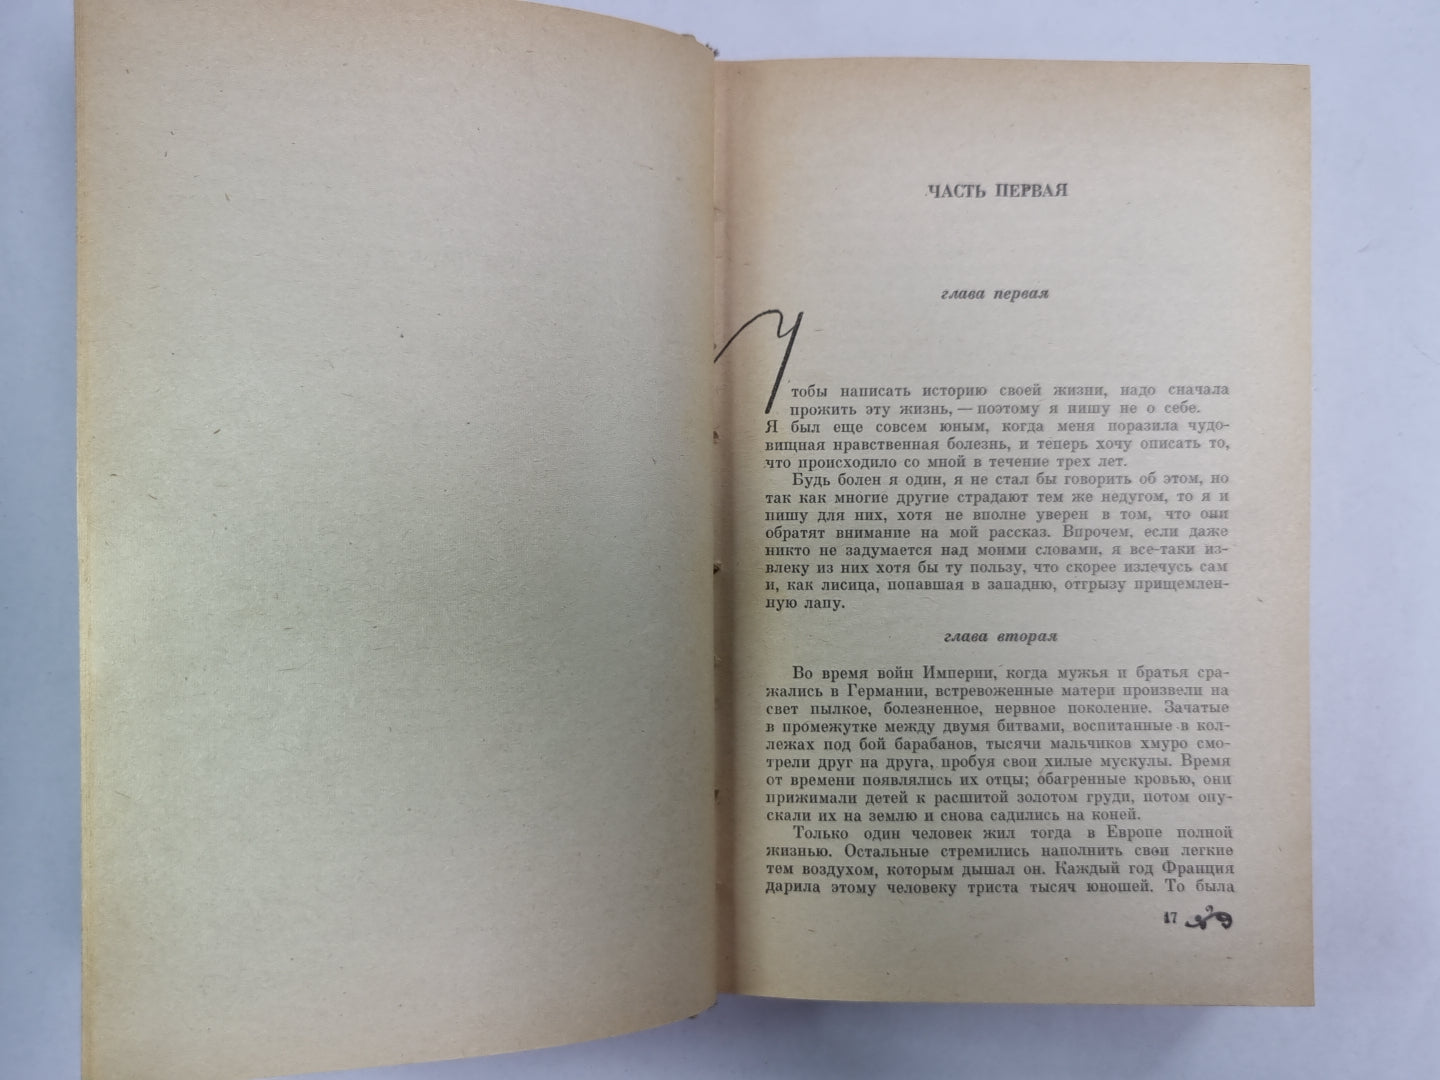 ЧАСТЬ ПЕРВАЯ
глава первая
Чтобы написать историю своей жизни, надо сначала
прожить эту жизнь, — поэтому я пишу не о себе.
Я был еще совсем юным, когда меня поразила чудо-
вищная нравственная болезнь, и теперь хочу описать то,
что происходило со мной в течение трех лет.
Будь болен я один, я не стал бы говорить об этом, но
так как многие другие страдают тем же недугом, то я и
пишу для них, хотя не вполне уверен в том, что они
обратят внимание на мой рассказ. Впрочем, если даже
никто не задумается над моими словами, я все-таки из-
влеку из них хотя бы ту пользу, что скорее излечусь сам
и, как лисица, попавшая в западню, отгрызу прищемлен-
ную лапу.
глава вторая
Во время войн Империи, когда мужья и братья сра-
жались в Германии, встревоженные матери произвели на
свет пылкое, болезненное, нервное поколение. Зачатые
в промежутке между двумя битвами, воспитанные в кол-
лежах под бой барабанов, тысячи мальчиков хмуро смо-
трели друг на друга, пробуя свои хилые мускулы. Время
от времени появлялись их отцы; обагренные кровью, они
прижимали детей к расшитой золотом груди, потом опу-
скали их на землю и снова садились на коней.
Только один человек жил тогда в Европе полной
жизнью. Остальные стремились наполнить свои легкие
тем воздухом, которым дышал он. Каждый год Франция
дарила этому человеку триста тысяч юношей. То была
17